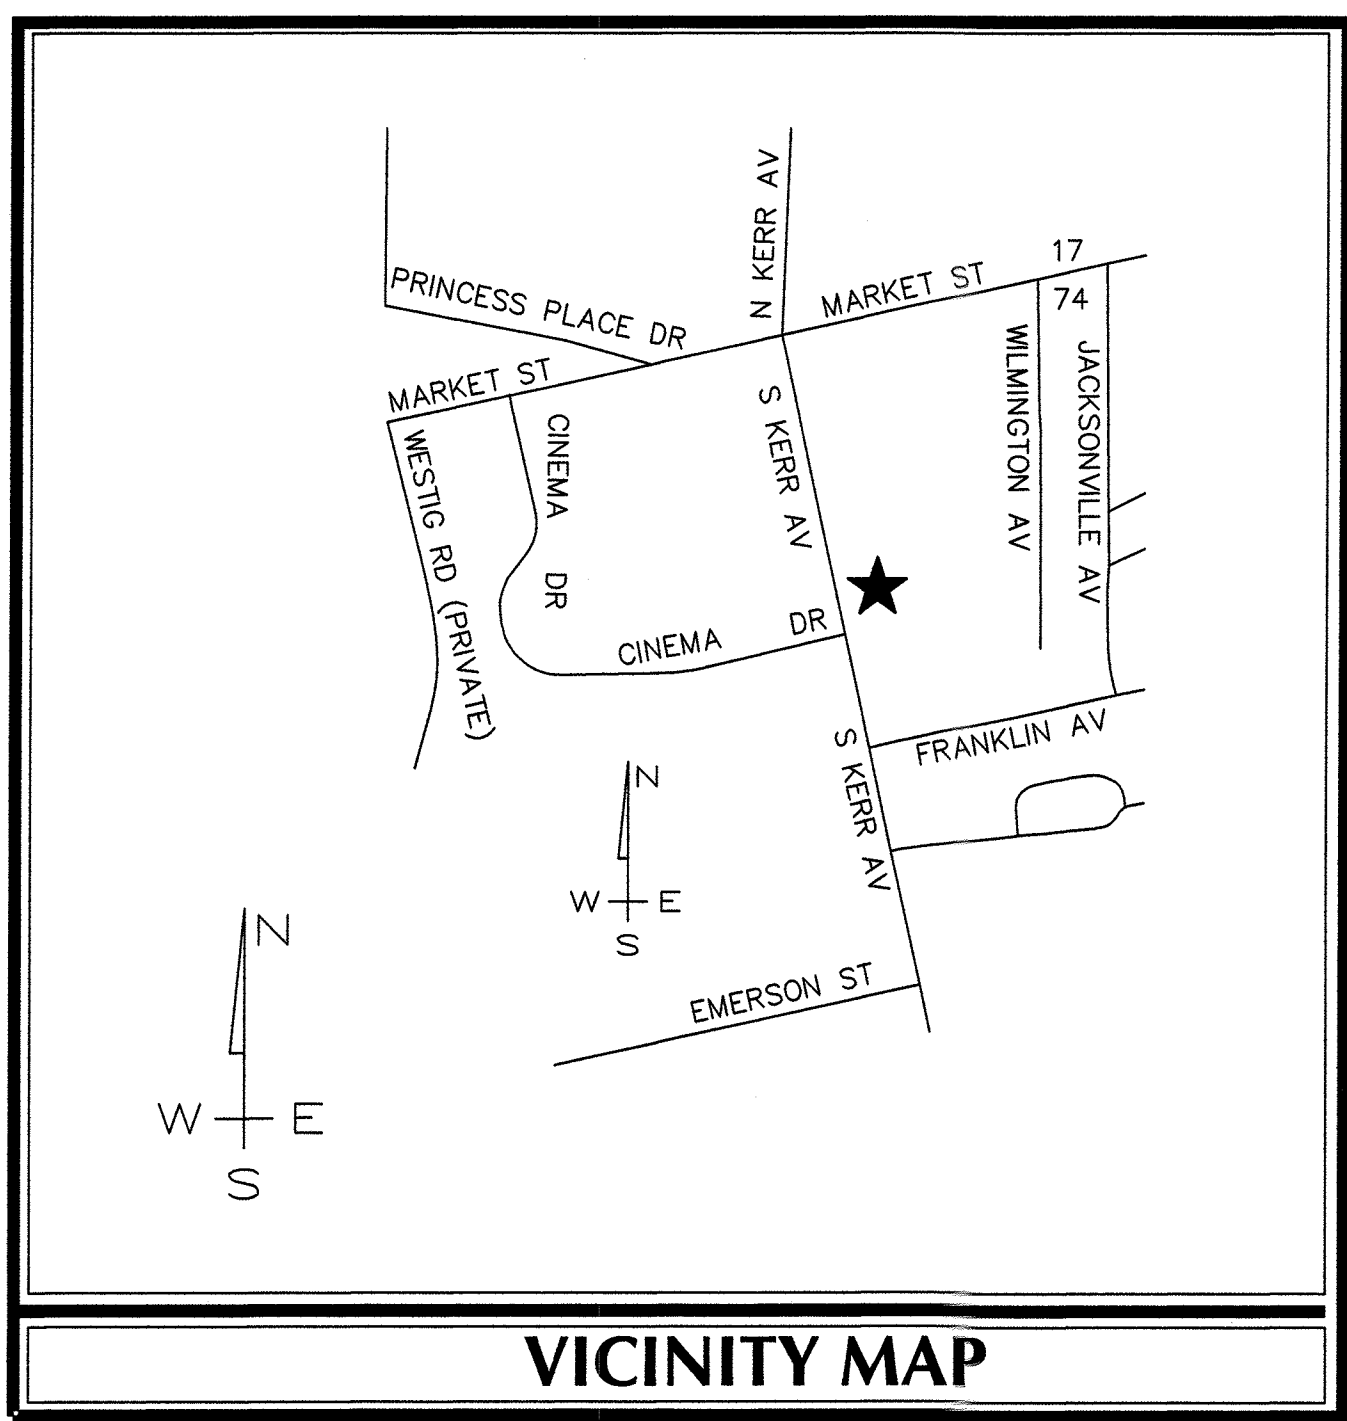 N KERR AV
17
MARKET ST
74
PRINCESS PLACE DR
MARKET ST
WILMINGTON AV
JACKSONVILLE AV
S KERR AV
CINEMA DR
WESTIG RD (PRIVATE)
CINEMA DR
FRANKLIN AV
S KERR AV
N
W E
S
N
W E
S
EMERSON ST
VICINITY MAP